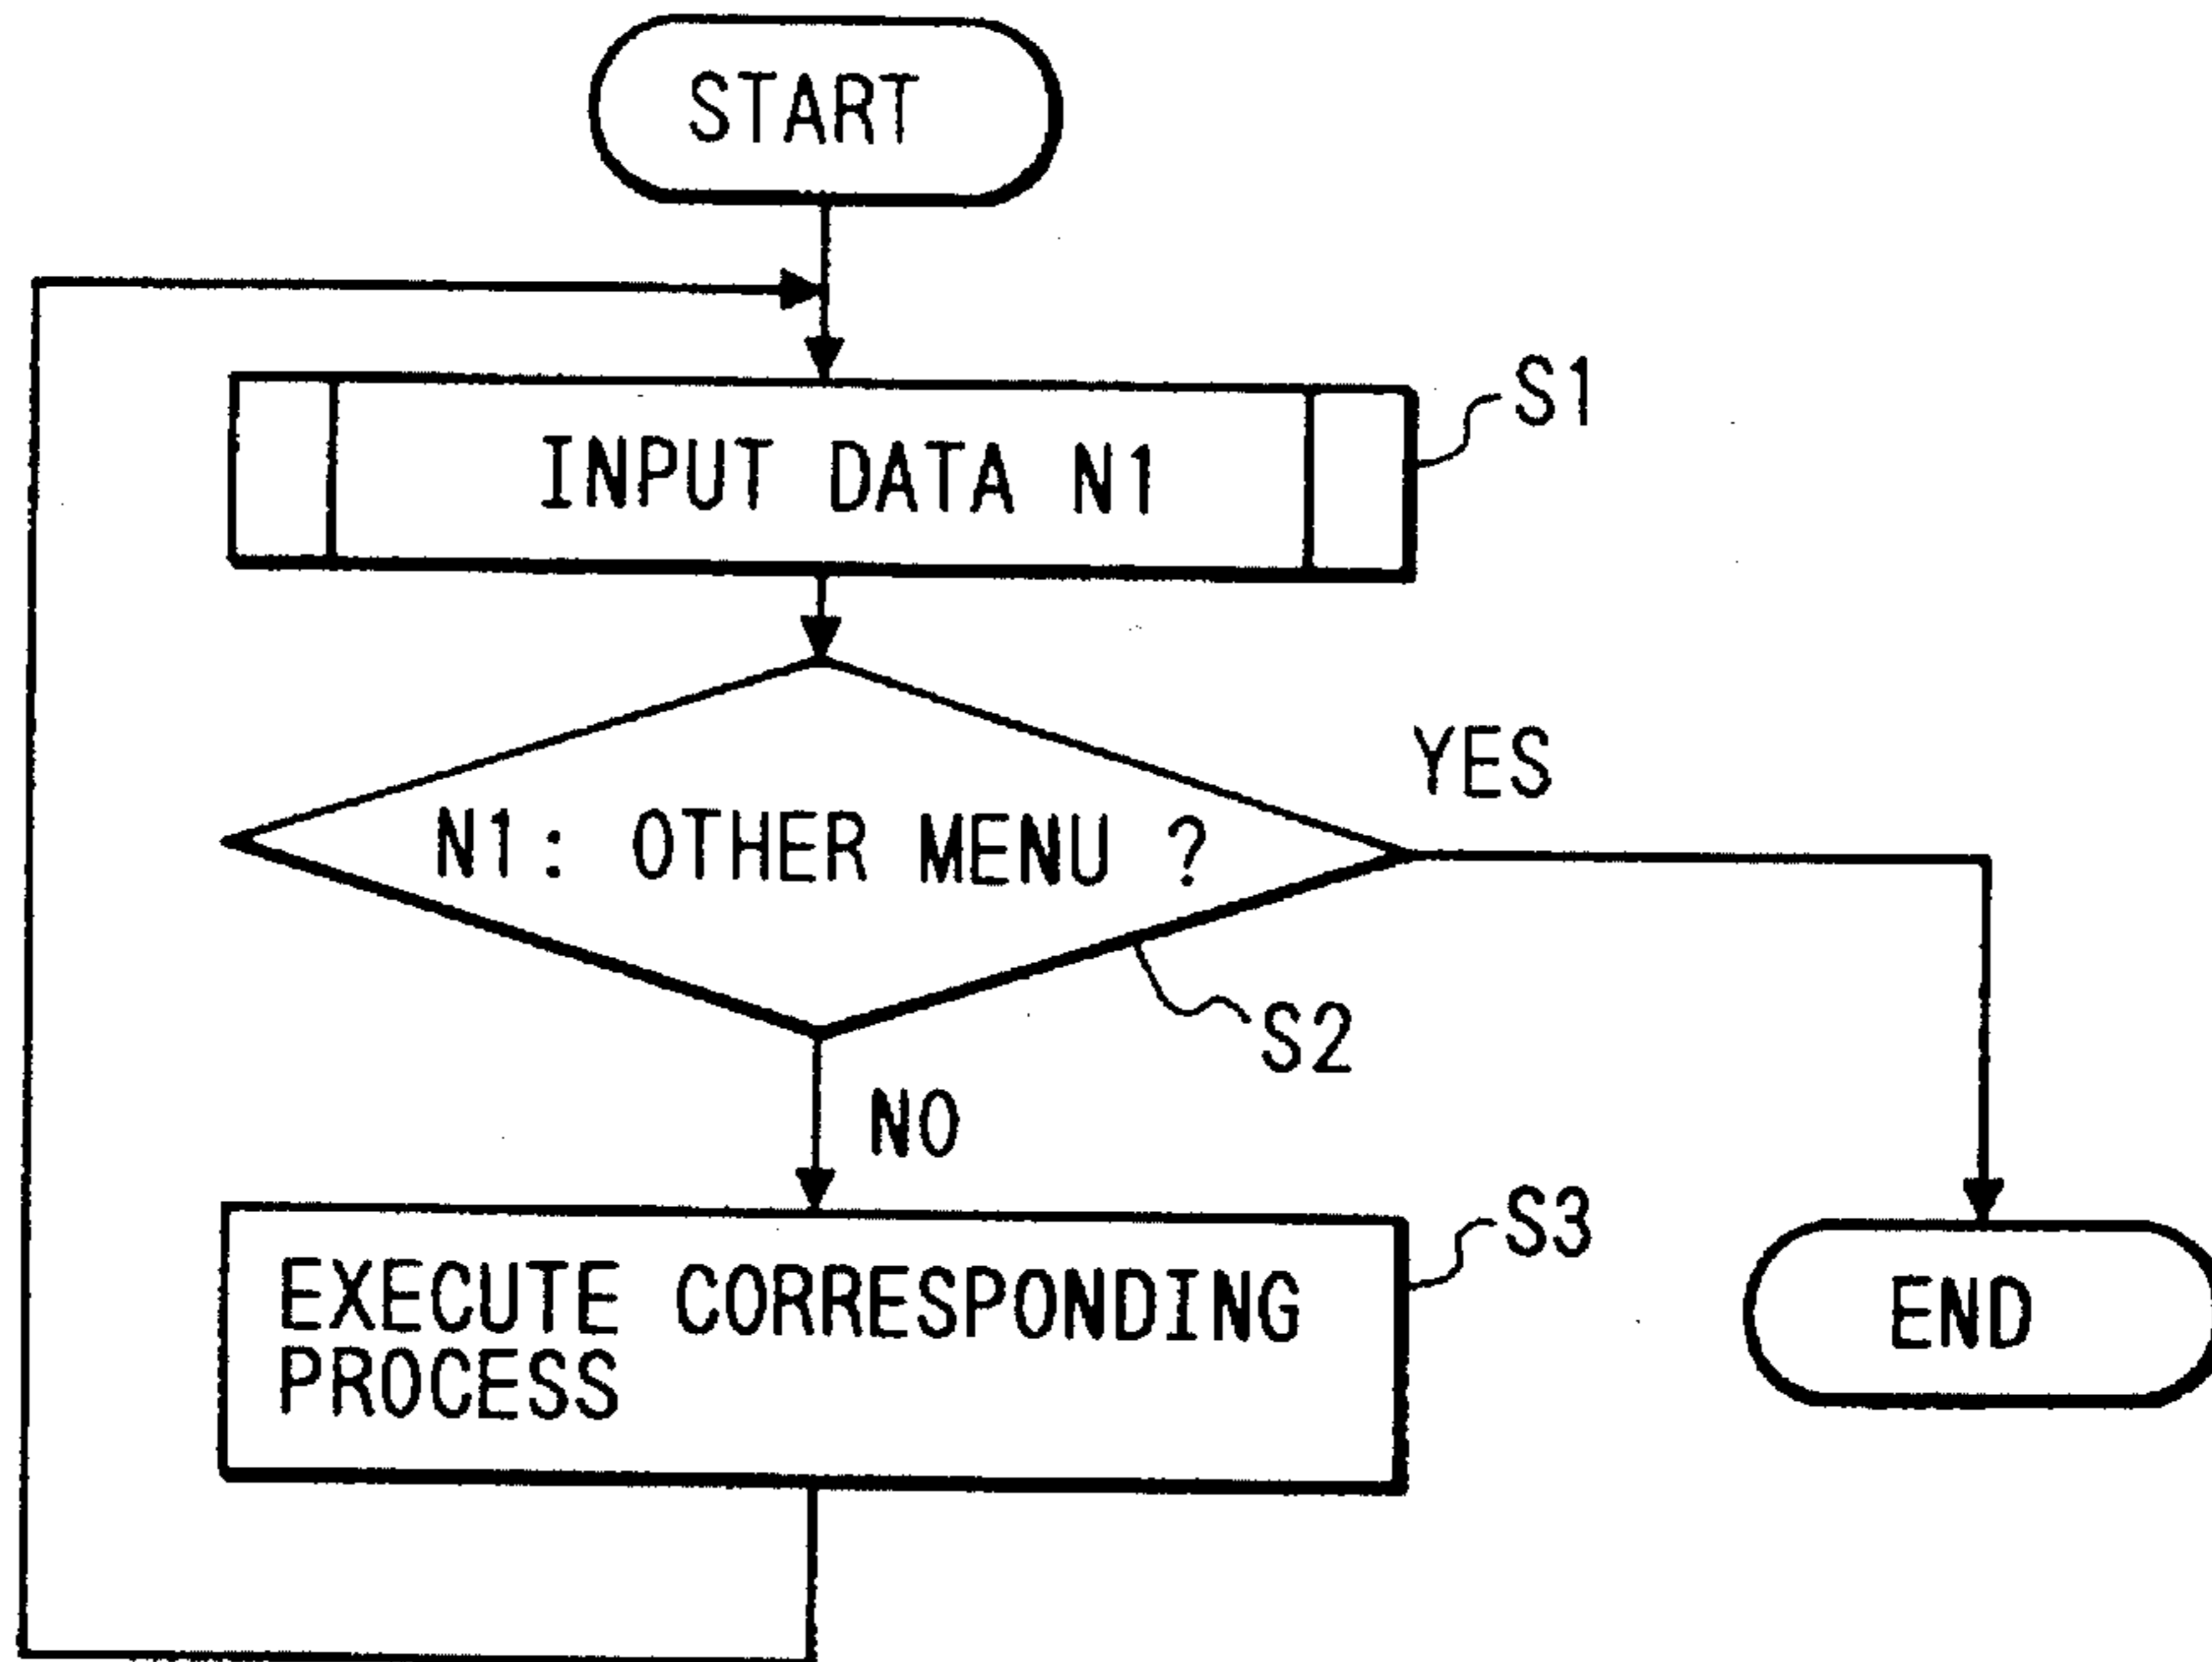 START
INPUT DATA N1
S1
N1: OTHER MENU ?
YES
S2
NO
EXECUTE CORRESPONDING
PROCESS
S3
END